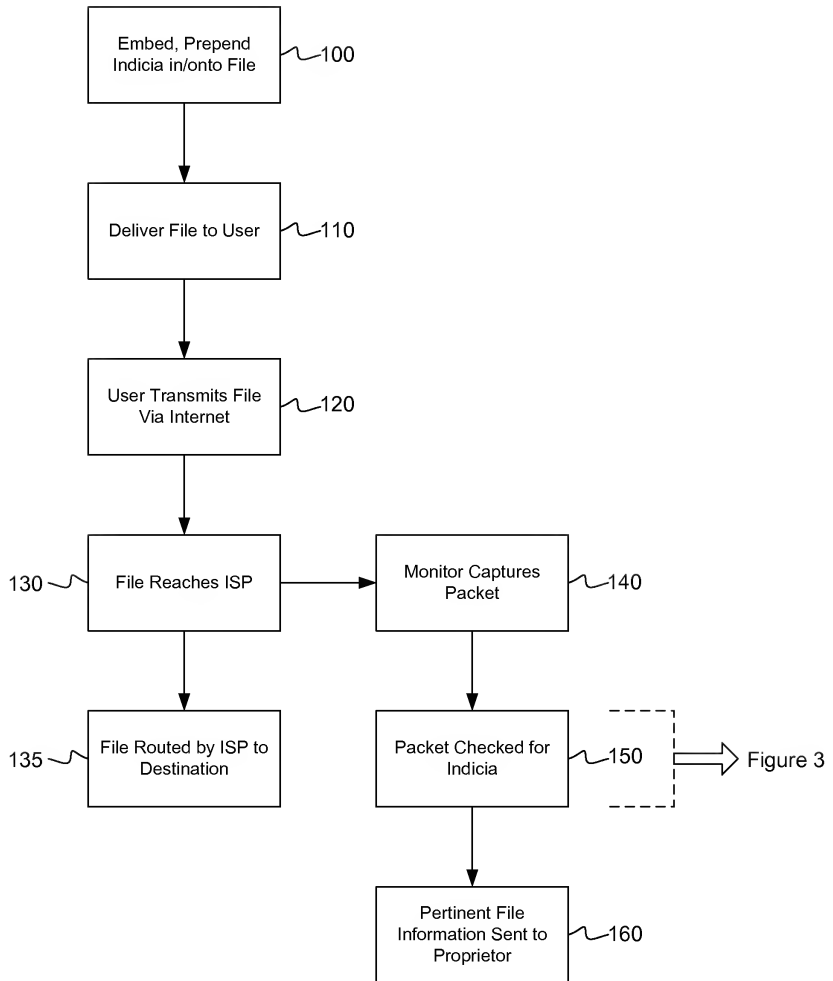 Embed, Prepend
Indicia in/onto File
100
Deliver File to User
110
User Transmits File
Via Internet
120
130
File Reaches ISP
Monitor Captures
Packet
140
135
File Routed by ISP to
Destination
Packet Checked for
Indicia
150
Figure 3
Pertinent File
Information Sent to
Proprietor
160